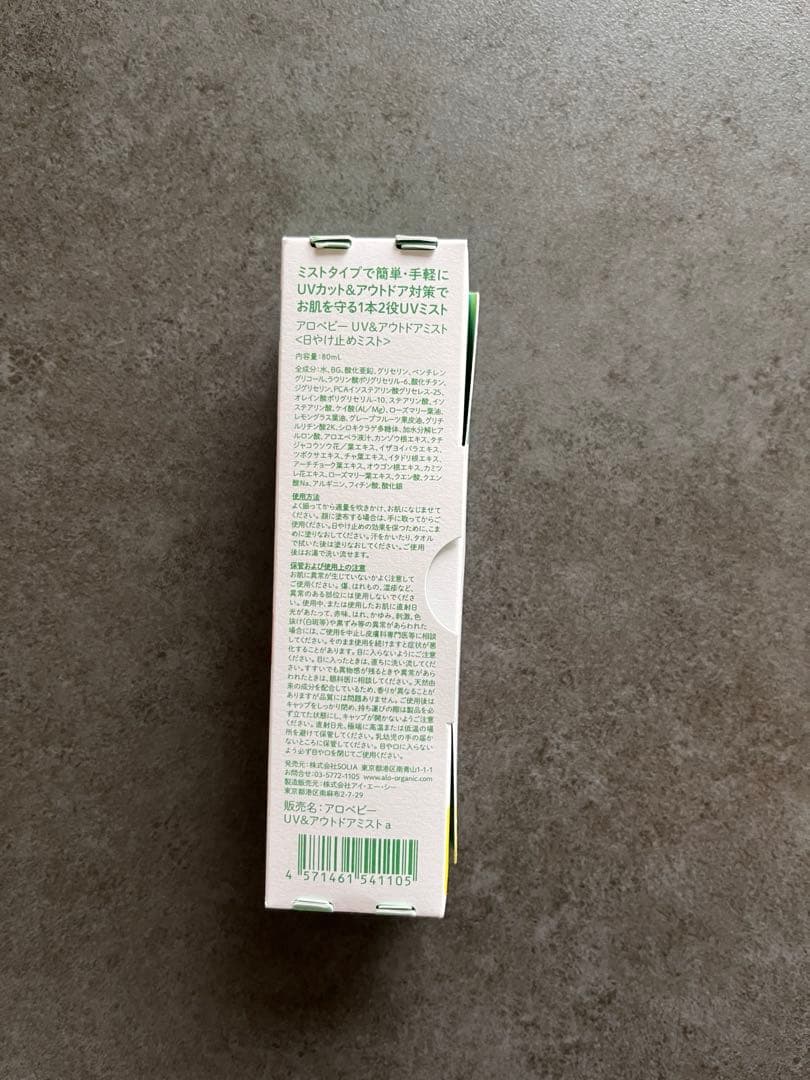 ミストタイプで簡単・手軽に
UVカット&アウトドア対策で
お肌を守る1本2役UVミスト
アロベビー UV&アウトドアミスト
<日やけ止めミスト>
内容量：80mL
全成分：水、BG、酸化亜鉛、グリセリン、ペンチレン
グリコール、ラウリン酸ポリグリセリル-6、酸化チタン、
ジグリセリン、PCAイソステアリン酸グリセレス-25、
オレイン酸ポリグリセリル-10、ステアリン酸、イソ
ステアリン酸、ケイ酸(Al/Mg)、ローズマリー葉油、
レモングラス葉油、グレープフルーツ果皮油、グリチ
ルリチン酸2K、シロキクラゲ多糖体、加水分解ヒア
ルロン酸、アロエベラ液汁、カンゾウ根エキス、タチ
ジャコウソウ花/葉エキス、イザヨイバラエキス、
ツボクサエキス、チャ葉エキス、イタドリ根エキス、
アーチチョーク葉エキス、オウゴン根エキス、カミツ
レ花エキス、ローズマリー葉エキス、クエン酸、クエン
酸Na、アルギニン、フィチン酸、酸化銀
使用方法
よく振ってから適量を吹きかけ、お肌になじませて
ください。顔に塗布する場合は、手に取ってからご
使用ください。日やけ止めの効果を保つために、こま
めに塗りなおしてください。汗をかいたり、タオル
で拭いた後は塗りなおしてください。ご使用
後はお湯で洗い流せます。
保管および使用上の注意
お肌に異常が生じていないかよく注意して
ご使用ください。傷、はれもの、湿疹など、
異常のある部位には使用しないでくだ
さい。使用中、または使用したお肌に直射日
光があたって、赤味、はれ、かゆみ、刺激、色
抜け(白斑等)や黒ずみ等の異常があらわれた
場合には、ご使用を中止し皮膚科専門医等に相談
してください。そのまま使用を続けますと症状が悪
化することがあります。目に入らないようにご注意
ください。目に入ったときは、直ちに洗い流してくだ
さい。すすいでも異物感が残るときや異常があら
われたときは、眼科医に相談してください。天然由
来の成分を配合しているため、香りが異なることが
ありますが品質には問題ありません。ご使用後は
キャップをしっかり閉め、持ち運びの際は製品を必
ず立てた状態にし、キャップが開かないようご注意
ください。直射日光、極端に高温または低温の場
所を避けて保管してください。乳幼児の手の届か
ないところに保管してください。目や口に入らない
よう必ず目や口を閉じてご使用ください。
発売元：株式会社SOLIA 東京都港区南青山1-1-1
お問合せ：03-5772-1105 www.alo-organic.com
製造販売元：株式会社アイ・エー・シー
東京都港区南麻布2-7-29
販売名：アロベビー
UV&アウトドアミスト a
4 571461 541105